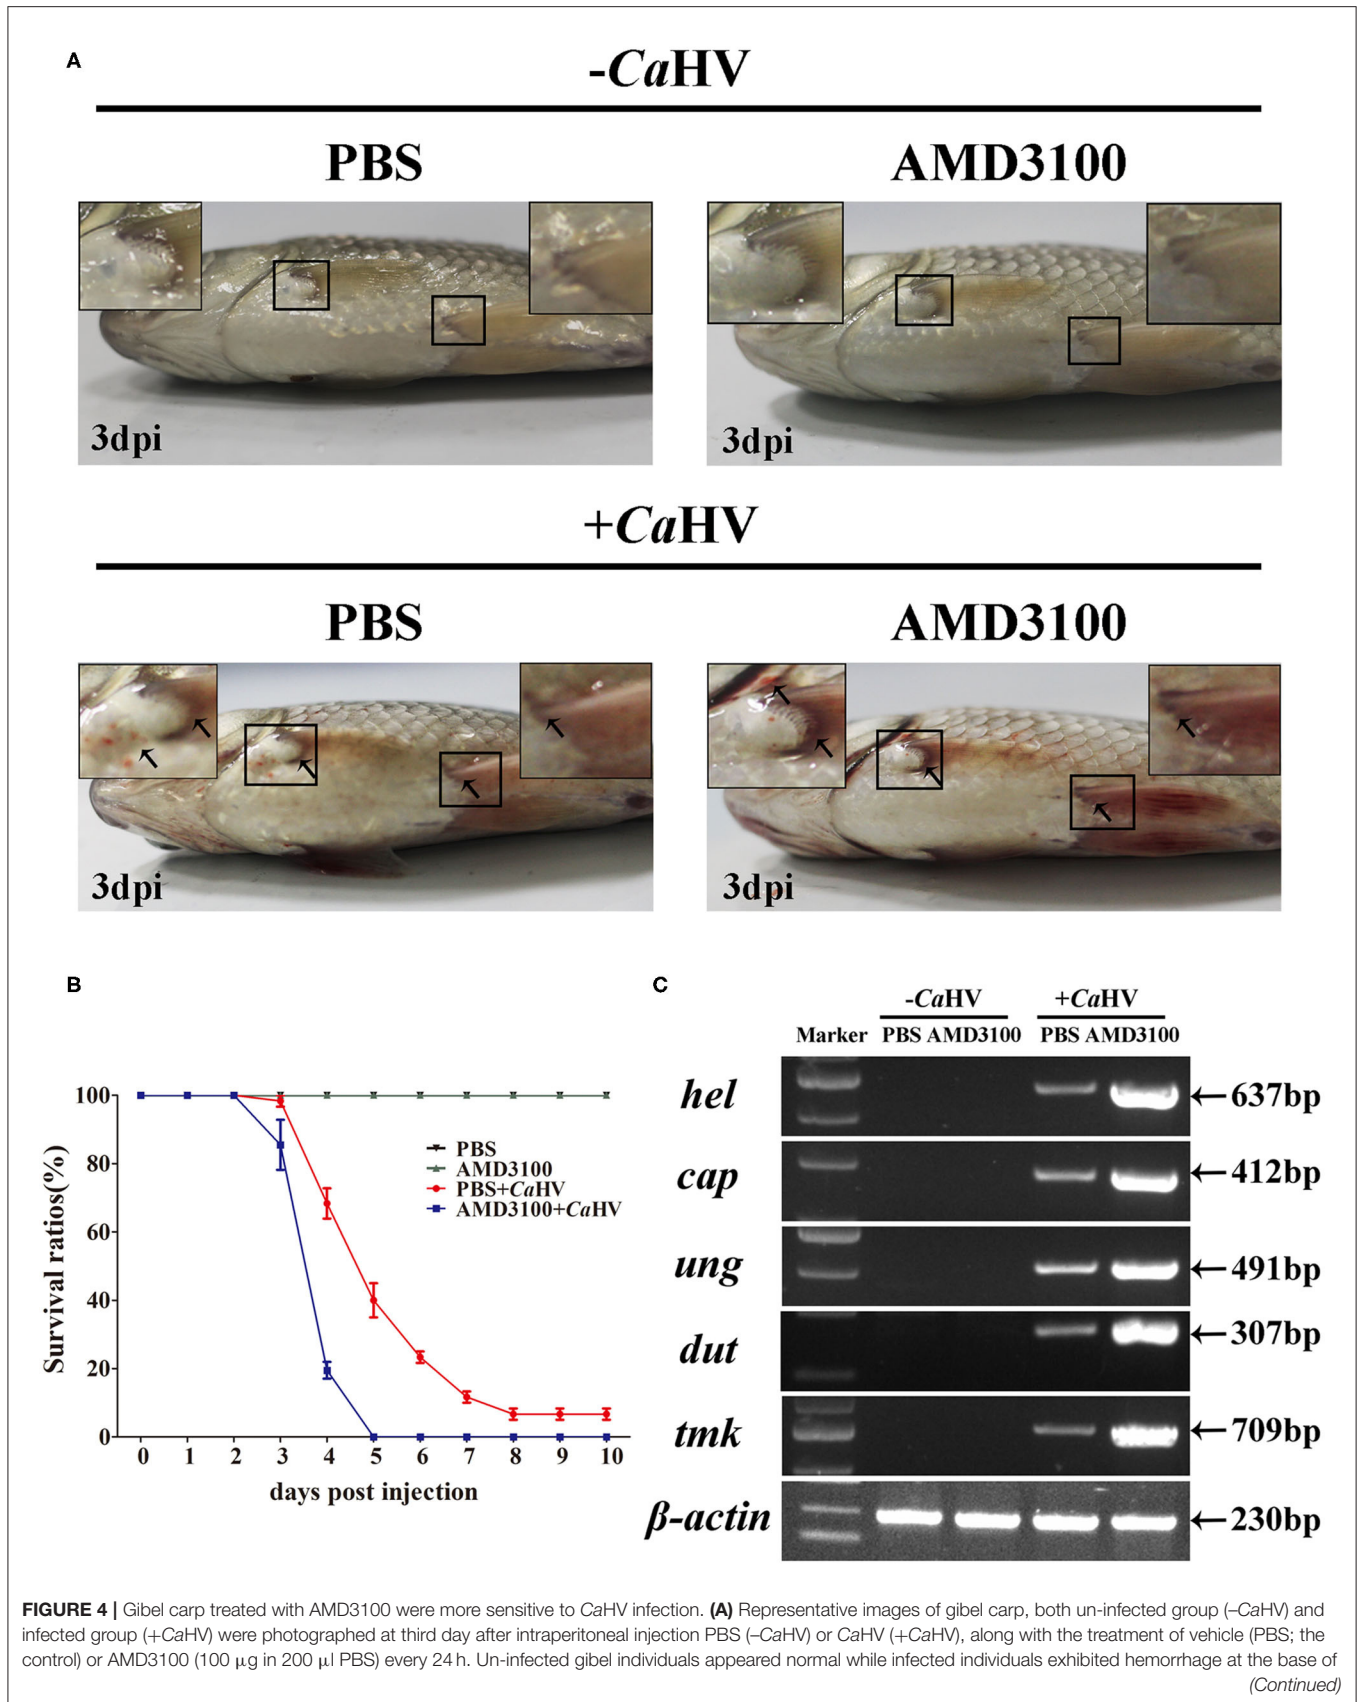 A
-CaHV
PBS AMD3100
3dpi 3dpi
+CaHV
PBS AMD3100
3dpi 3dpi
B
100
80
60
40
20
0
Survival ratios(%)
0 1 2 3 4 5 6 7 8 9 10
days post injection
PBS
AMD3100
PBS+CaHV
AMD3100+CaHV
C
-CaHV +CaHV
Marker PBS AMD3100 PBS AMD3100
hel 637bp
cap 412bp
ung 491bp
dut 307bp
tmk 709bp
β-actin 230bp
FIGURE 4 | Gibel carp treated with AMD3100 were more sensitive to CaHV infection. (A) Representative images of gibel carp, both un-infected group (–CaHV) and
infected group (+CaHV) were photographed at third day after intraperitoneal injection PBS (–CaHV) or CaHV (+CaHV), along with the treatment of vehicle (PBS; the
control) or AMD3100 (100 μg in 200 μl PBS) every 24 h. Un-infected gibel individuals appeared normal while infected individuals exhibited hemorrhage at the base of
(Continued)